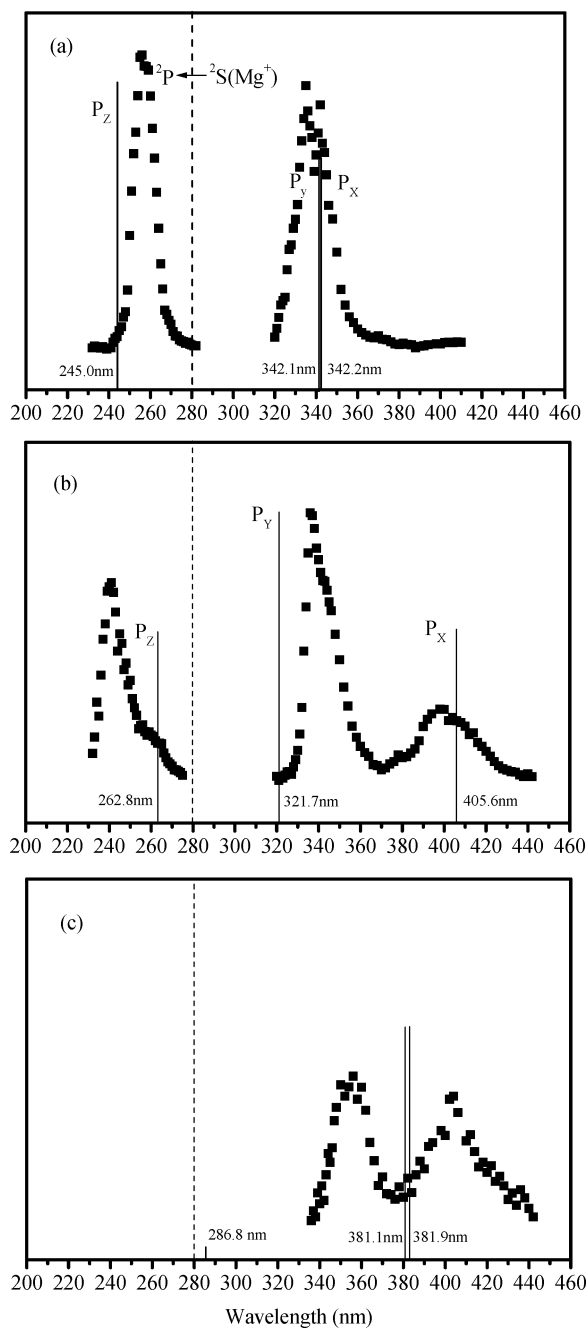 (a)
²P ← ²S(Mg⁺)
P_Z
P_y P_X
245.0nm 342.1nm 342.2nm
200 220 240 260 280 300 320 340 360 380 400 420 440 460
(b)
P_Y
P_Z P_X
262.8nm 321.7nm 405.6nm
200 220 240 260 280 300 320 340 360 380 400 420 440 460
(c)
286.8 nm 381.1nm 381.9nm
200 220 240 260 280 300 320 340 360 380 400 420 440 460
Wavelength (nm)